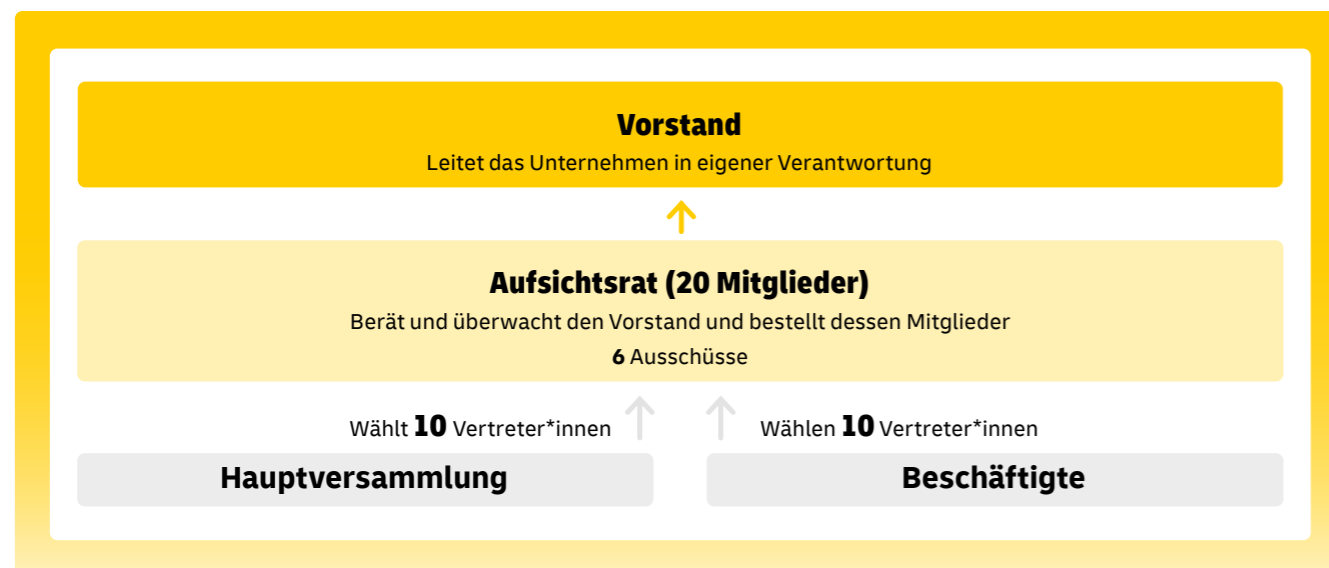 Vorstand
Leitet das Unternehmen in eigener Verantwortung
Aufsichtsrat (20 Mitglieder)
Berät und überwacht den Vorstand und bestellt dessen Mitglieder
6 Ausschüsse
Wählt 10 Vertreter*innen
Wählen 10 Vertreter*innen
Hauptversammlung
Beschäftigte